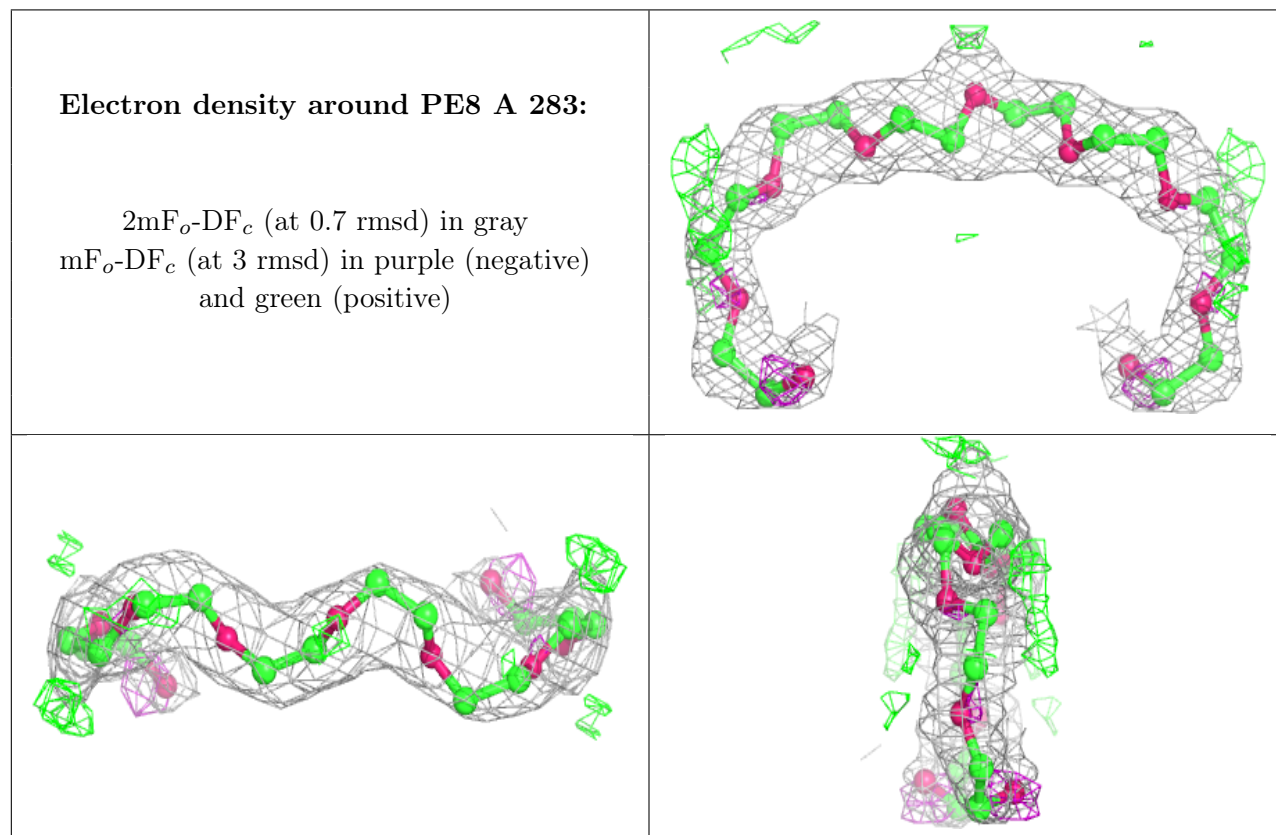 Electron density around PE8 A 283:
2mFo-DFc (at 0.7 rmsd) in gray
mFo-DFc (at 3 rmsd) in purple (negative)
and green (positive)